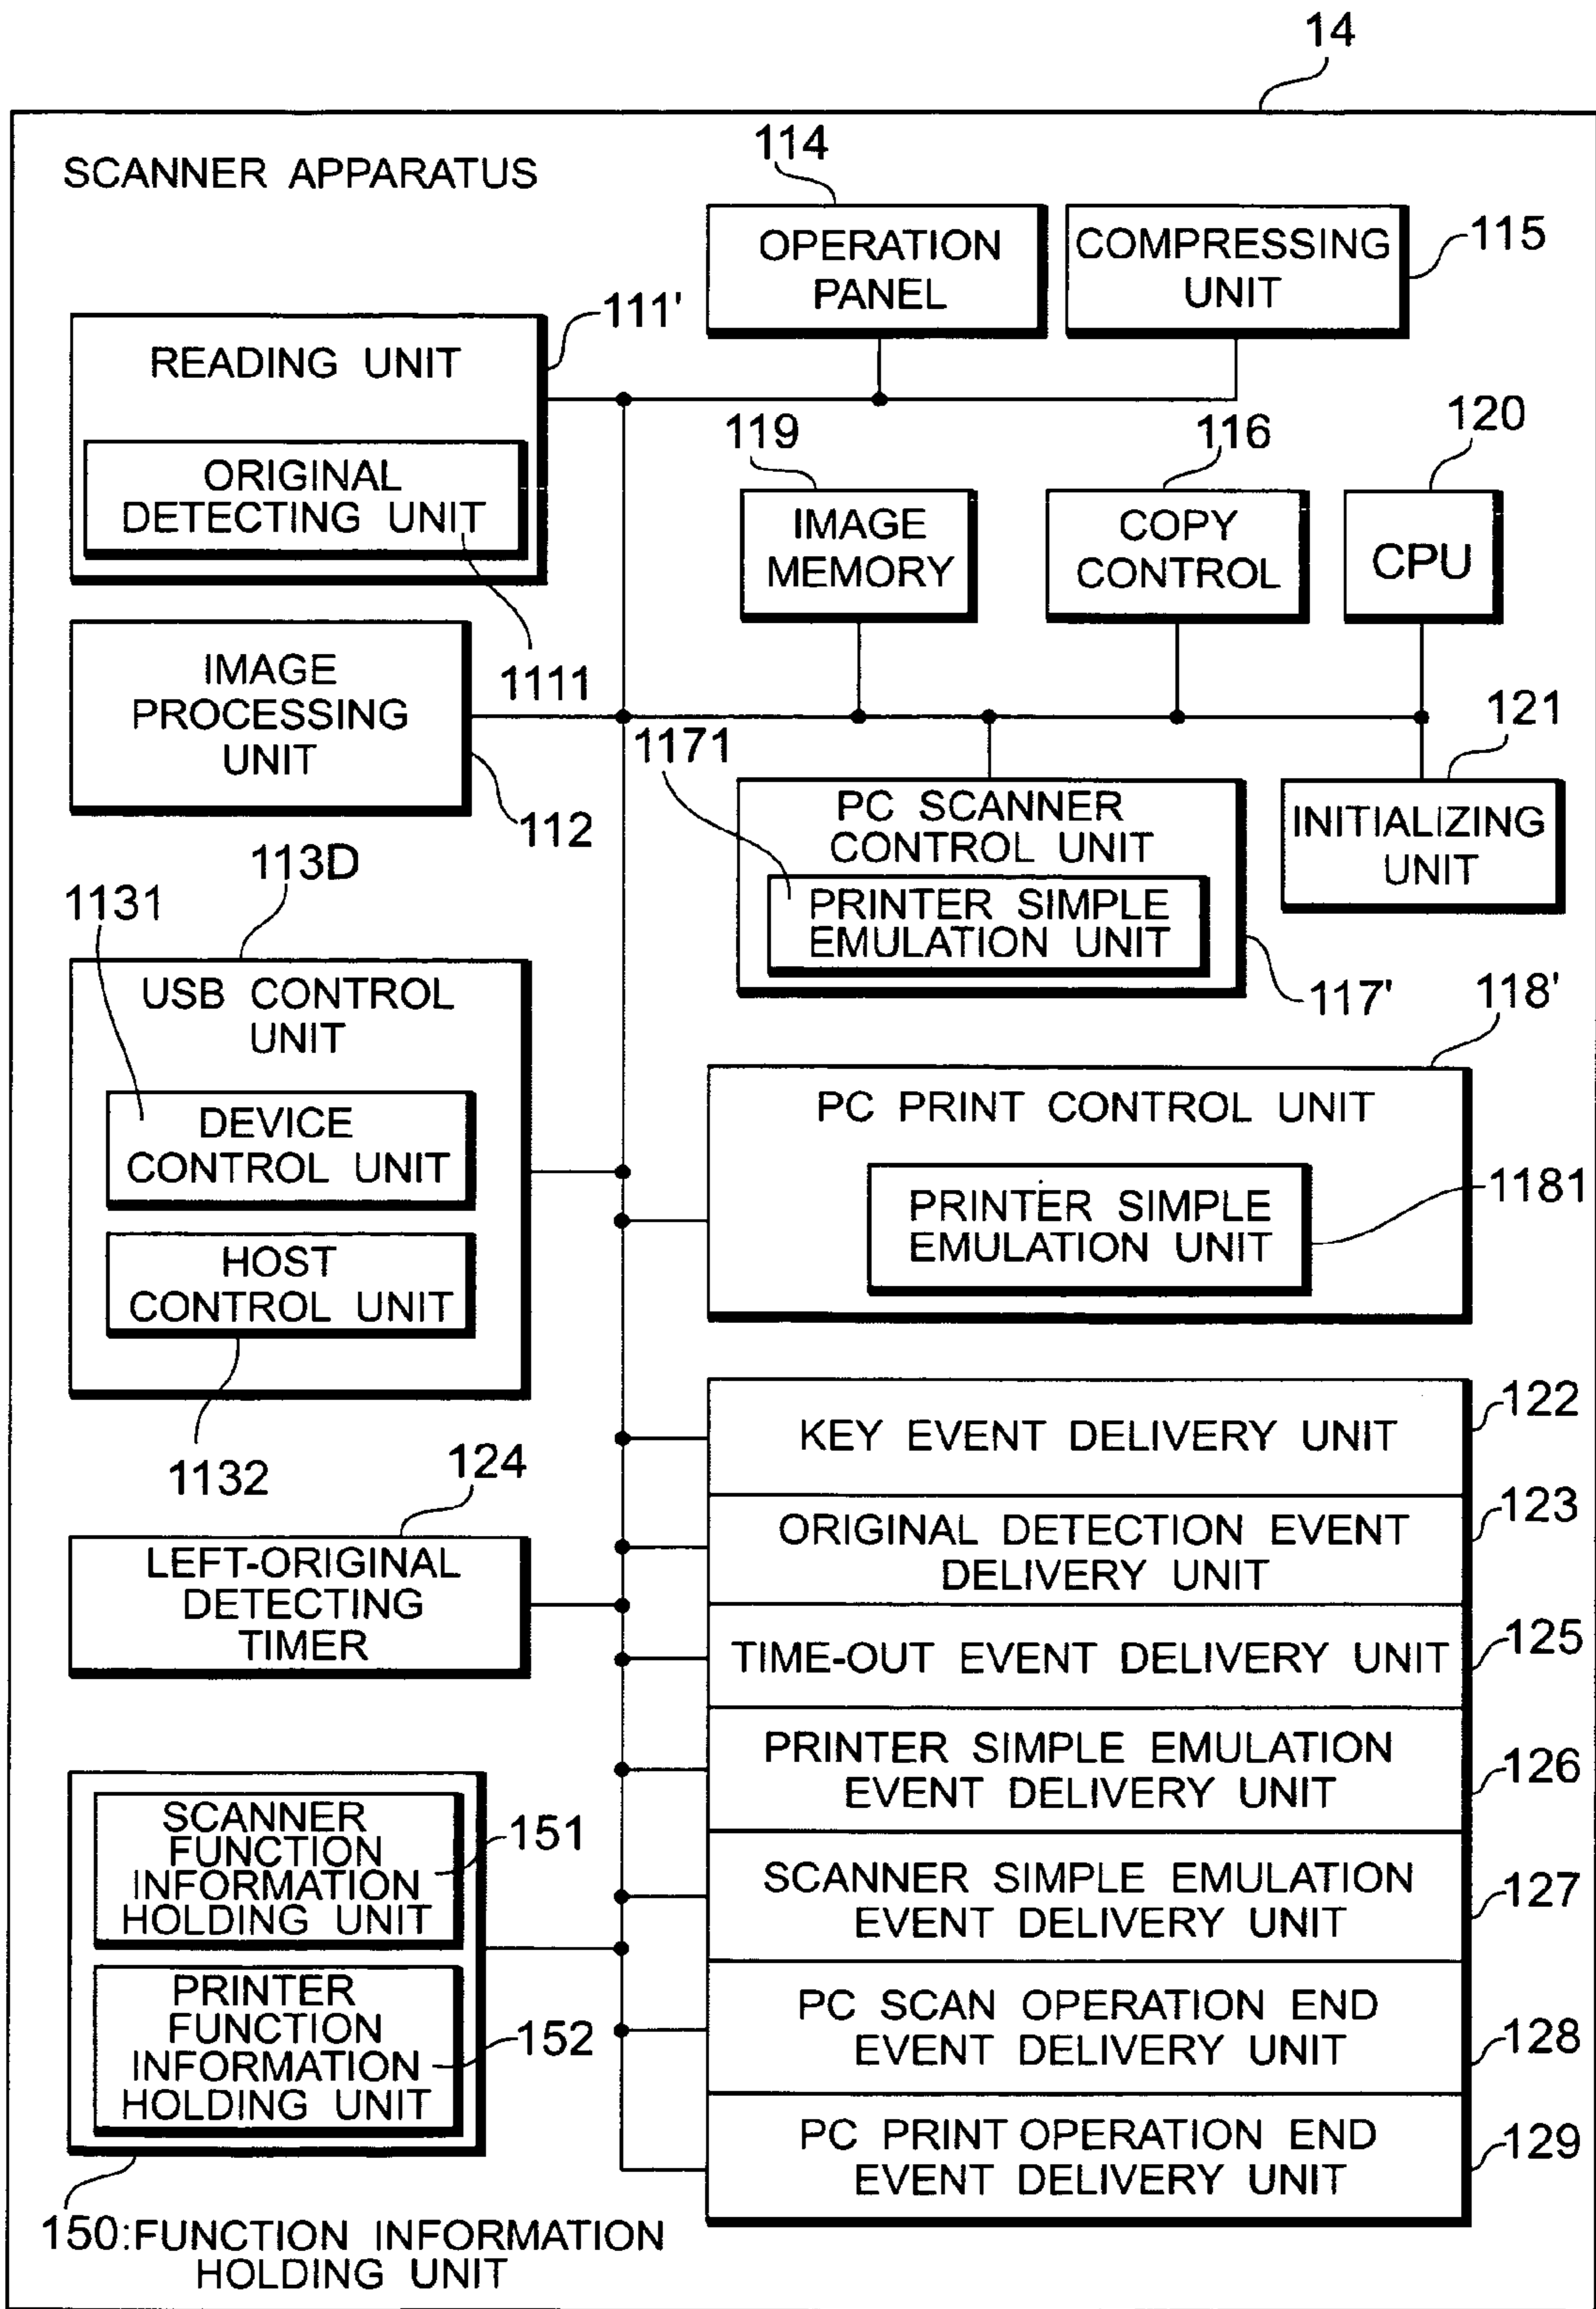 14
SCANNER APPARATUS
114
OPERATION
PANEL
COMPRESSING
UNIT
115
111'
READING UNIT
ORIGINAL
DETECTING UNIT
1111
119
IMAGE
MEMORY
116
COPY
CONTROL
120
CPU
IMAGE
PROCESSING
UNIT
112
1171
PC SCANNER
CONTROL UNIT
PRINTER SIMPLE
EMULATION UNIT
117'
121
INITIALIZING
UNIT
113D
1131
USB CONTROL
UNIT
DEVICE
CONTROL UNIT
HOST
CONTROL UNIT
1132
118'
PC PRINT CONTROL UNIT
PRINTER SIMPLE
EMULATION UNIT
1181
124
LEFT-ORIGINAL
DETECTING
TIMER
KEY EVENT DELIVERY UNIT
122
ORIGINAL DETECTION EVENT
DELIVERY UNIT
123
TIME-OUT EVENT DELIVERY UNIT
125
PRINTER SIMPLE EMULATION
EVENT DELIVERY UNIT
126
SCANNER SIMPLE EMULATION
EVENT DELIVERY UNIT
127
PC SCAN OPERATION END
EVENT DELIVERY UNIT
128
PC PRINT OPERATION END
EVENT DELIVERY UNIT
129
SCANNER
FUNCTION
INFORMATION
HOLDING UNIT
151
PRINTER
FUNCTION
INFORMATION
HOLDING UNIT
152
150:FUNCTION INFORMATION
HOLDING UNIT